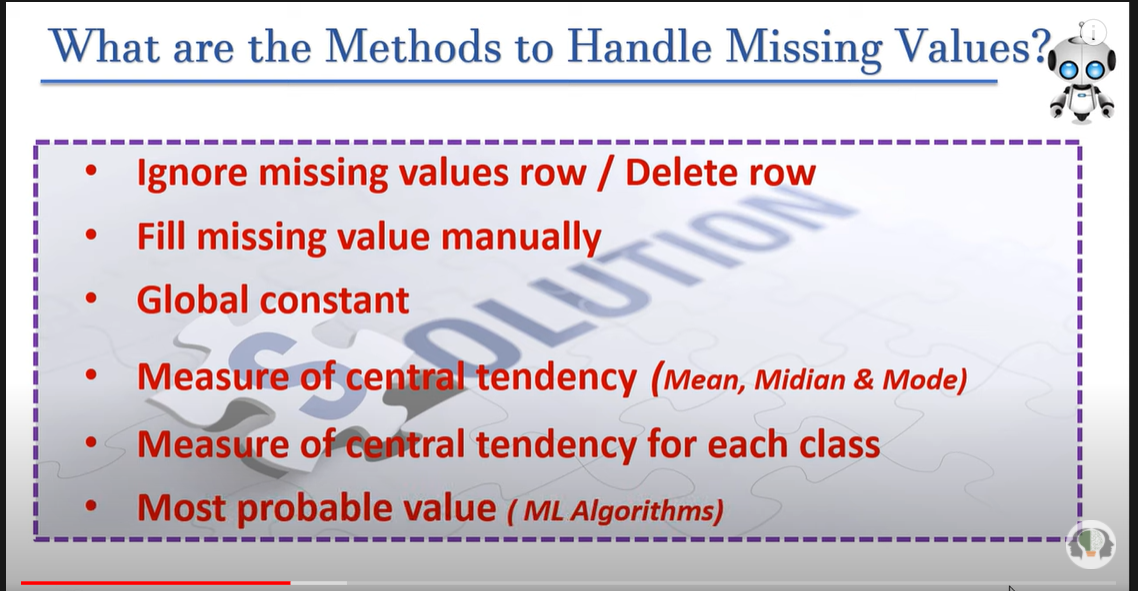 What are the Methods to Handle Missing Values?
• Ignore missing values row / Delete row
• Fill missing value manually
• Global constant
• Measure of central tendency (Mean, Midian & Mode)
• Measure of central tendency for each class
• Most probable value ( ML Algorithms)
SOLUTION